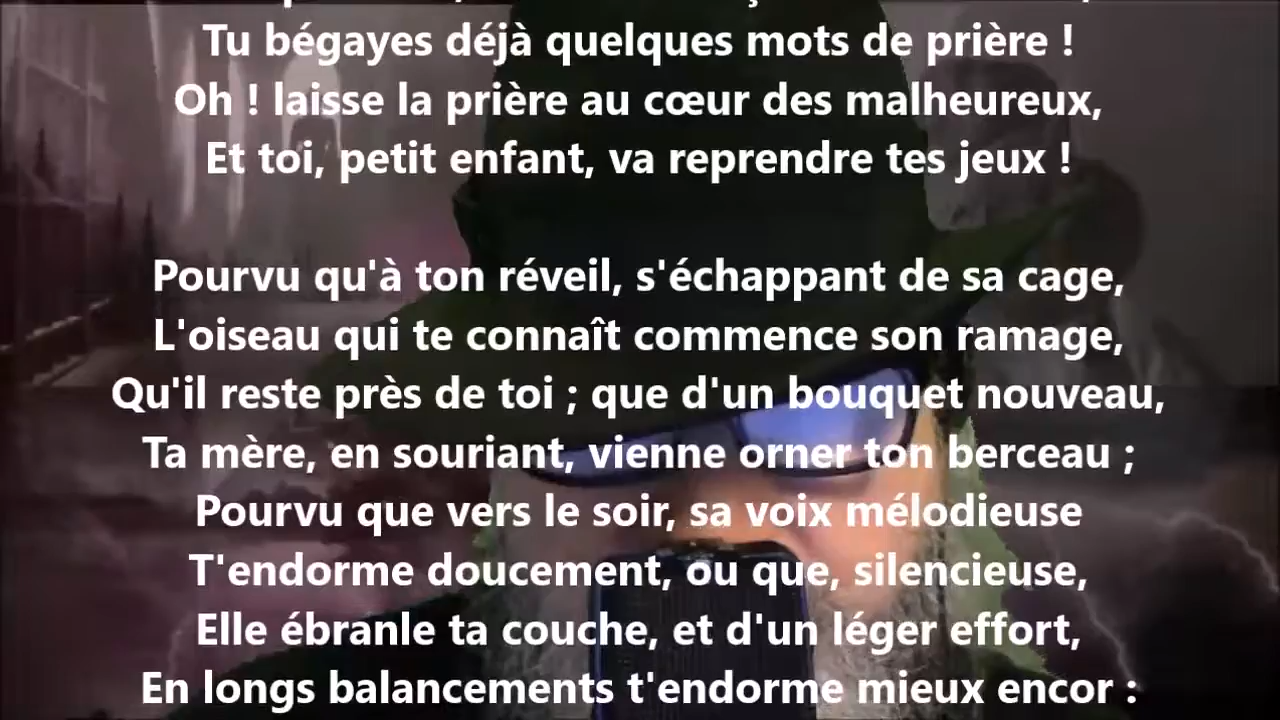 Tu bégayes déjà quelques mots de prière !
Oh ! laisse la prière au cœur des malheureux,
Et toi, petit enfant, va reprendre tes jeux !
Pourvu qu'à ton réveil, s'échappant de sa cage,
L'oiseau qui te connaît commence son ramage,
Qu'il reste près de toi ; que d'un bouquet nouveau,
Ta mère, en souriant, vienne orner ton berceau ;
Pourvu que vers le soir, sa voix mélodieuse
T'endorme doucement, ou que, silencieuse,
Elle ébranle ta couche, et d'un léger effort,
En longs balancements t'endorme mieux encor :